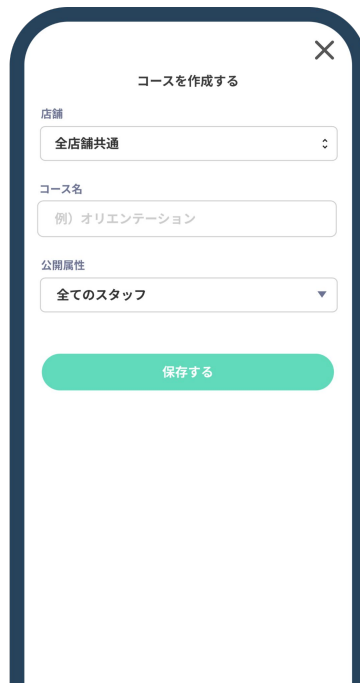 コースを作成する
店舗
全店舗共通
コース名
例）オリエンテーション
公開属性
全てのスタッフ
保存する